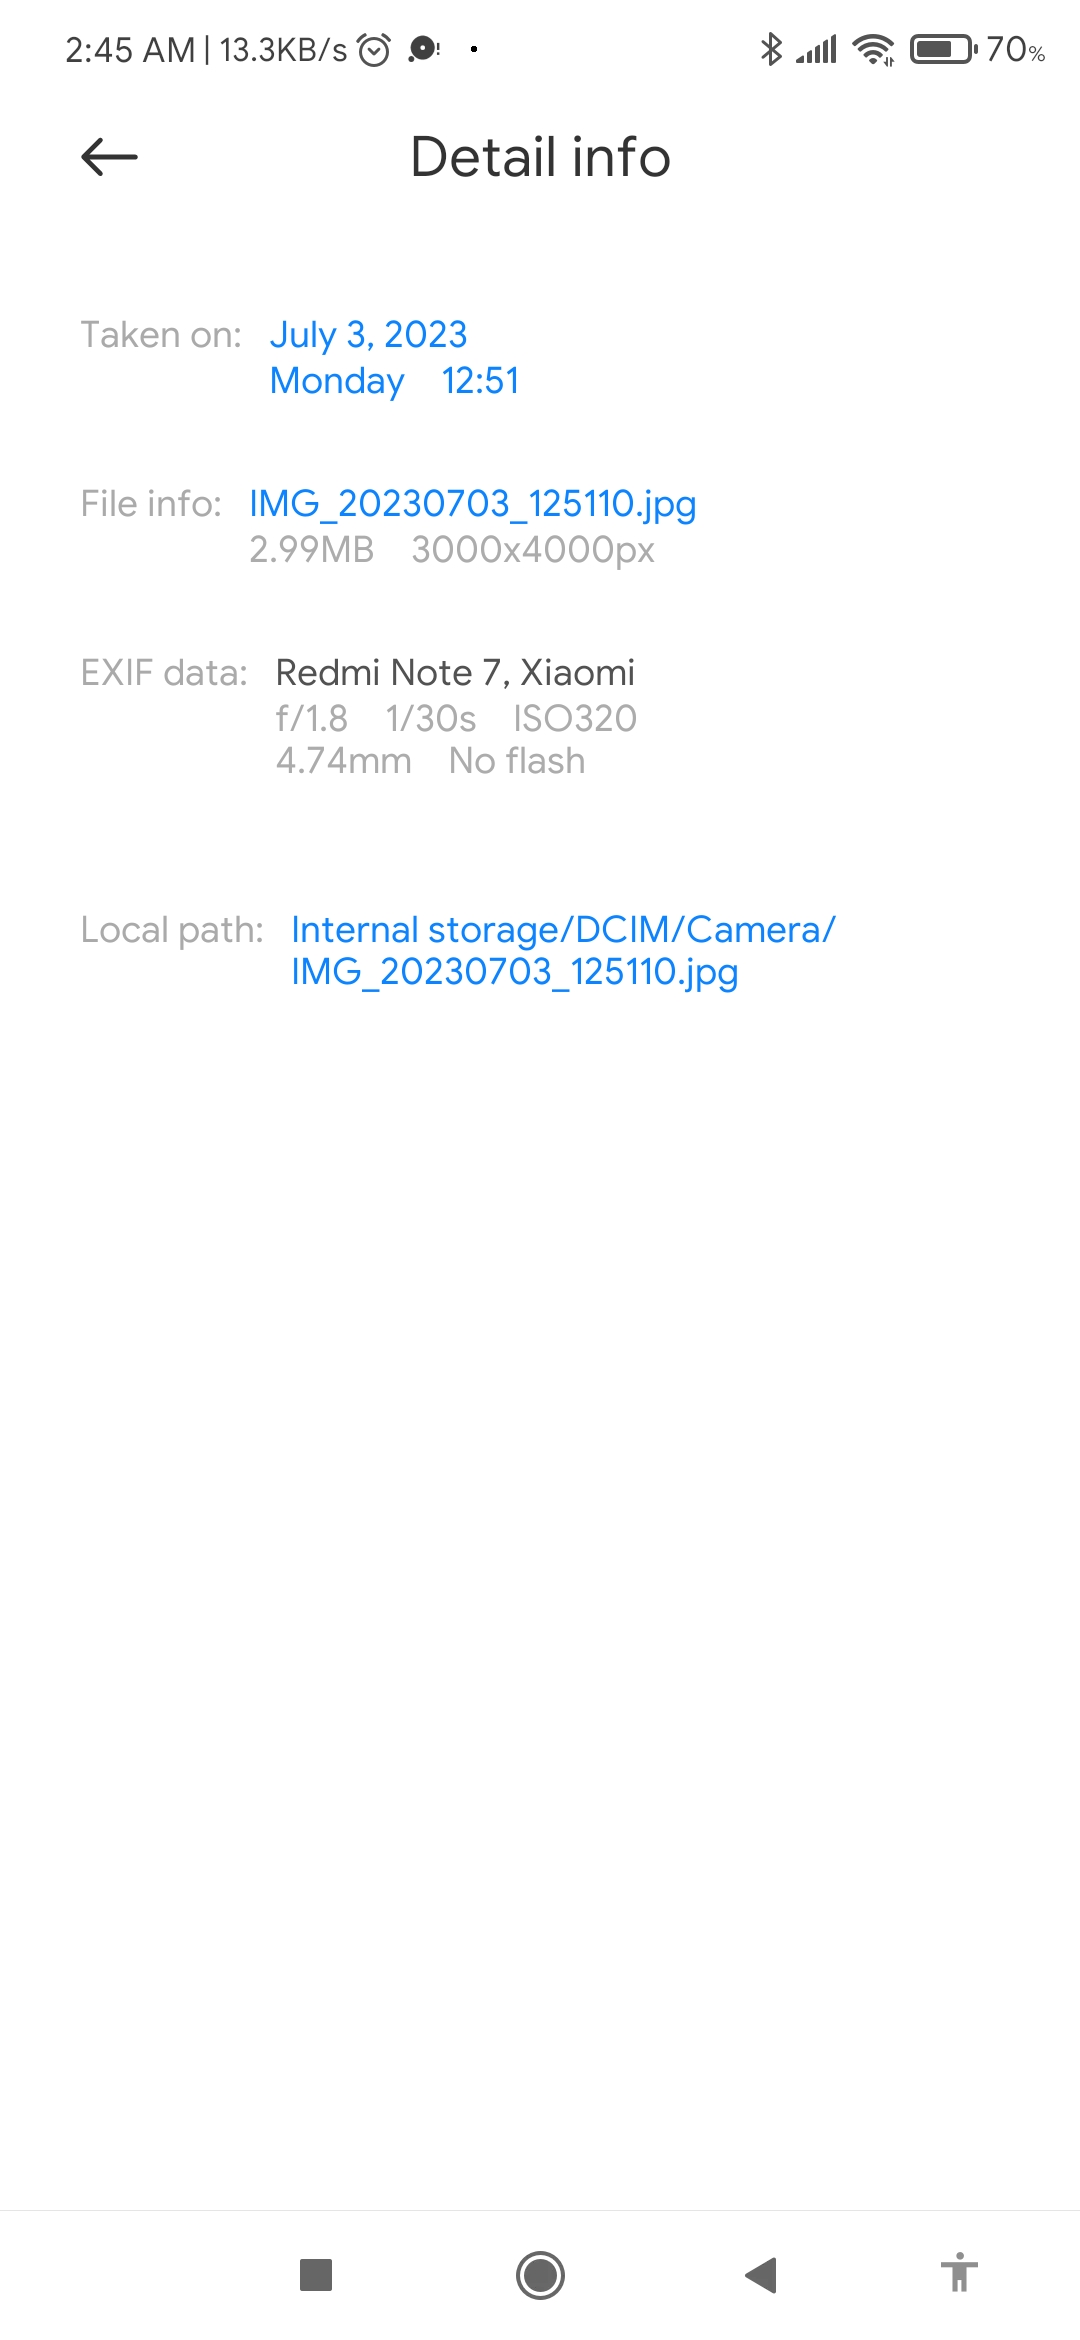 2:45 AM | 13.3KB/s 70%
Detail info
Taken on: July 3, 2023
Monday 12:51
File info: IMG_20230703_125110.jpg
2.99MB 3000x4000px
EXIF data: Redmi Note 7, Xiaomi
f/1.8 1/30s ISO320
4.74mm No flash
Local path: Internal storage/DCIM/Camera/
IMG_20230703_125110.jpg